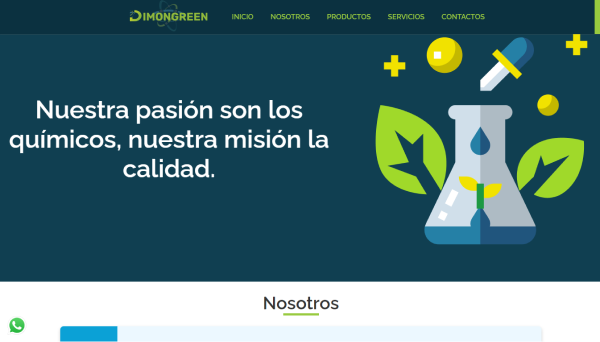 DIMONGREEN
INICIO NOSOTROS PRODUCTOS SERVICIOS CONTACTOS
Nuestra pasión son los
químicos, nuestra misión la
calidad.
Nosotros